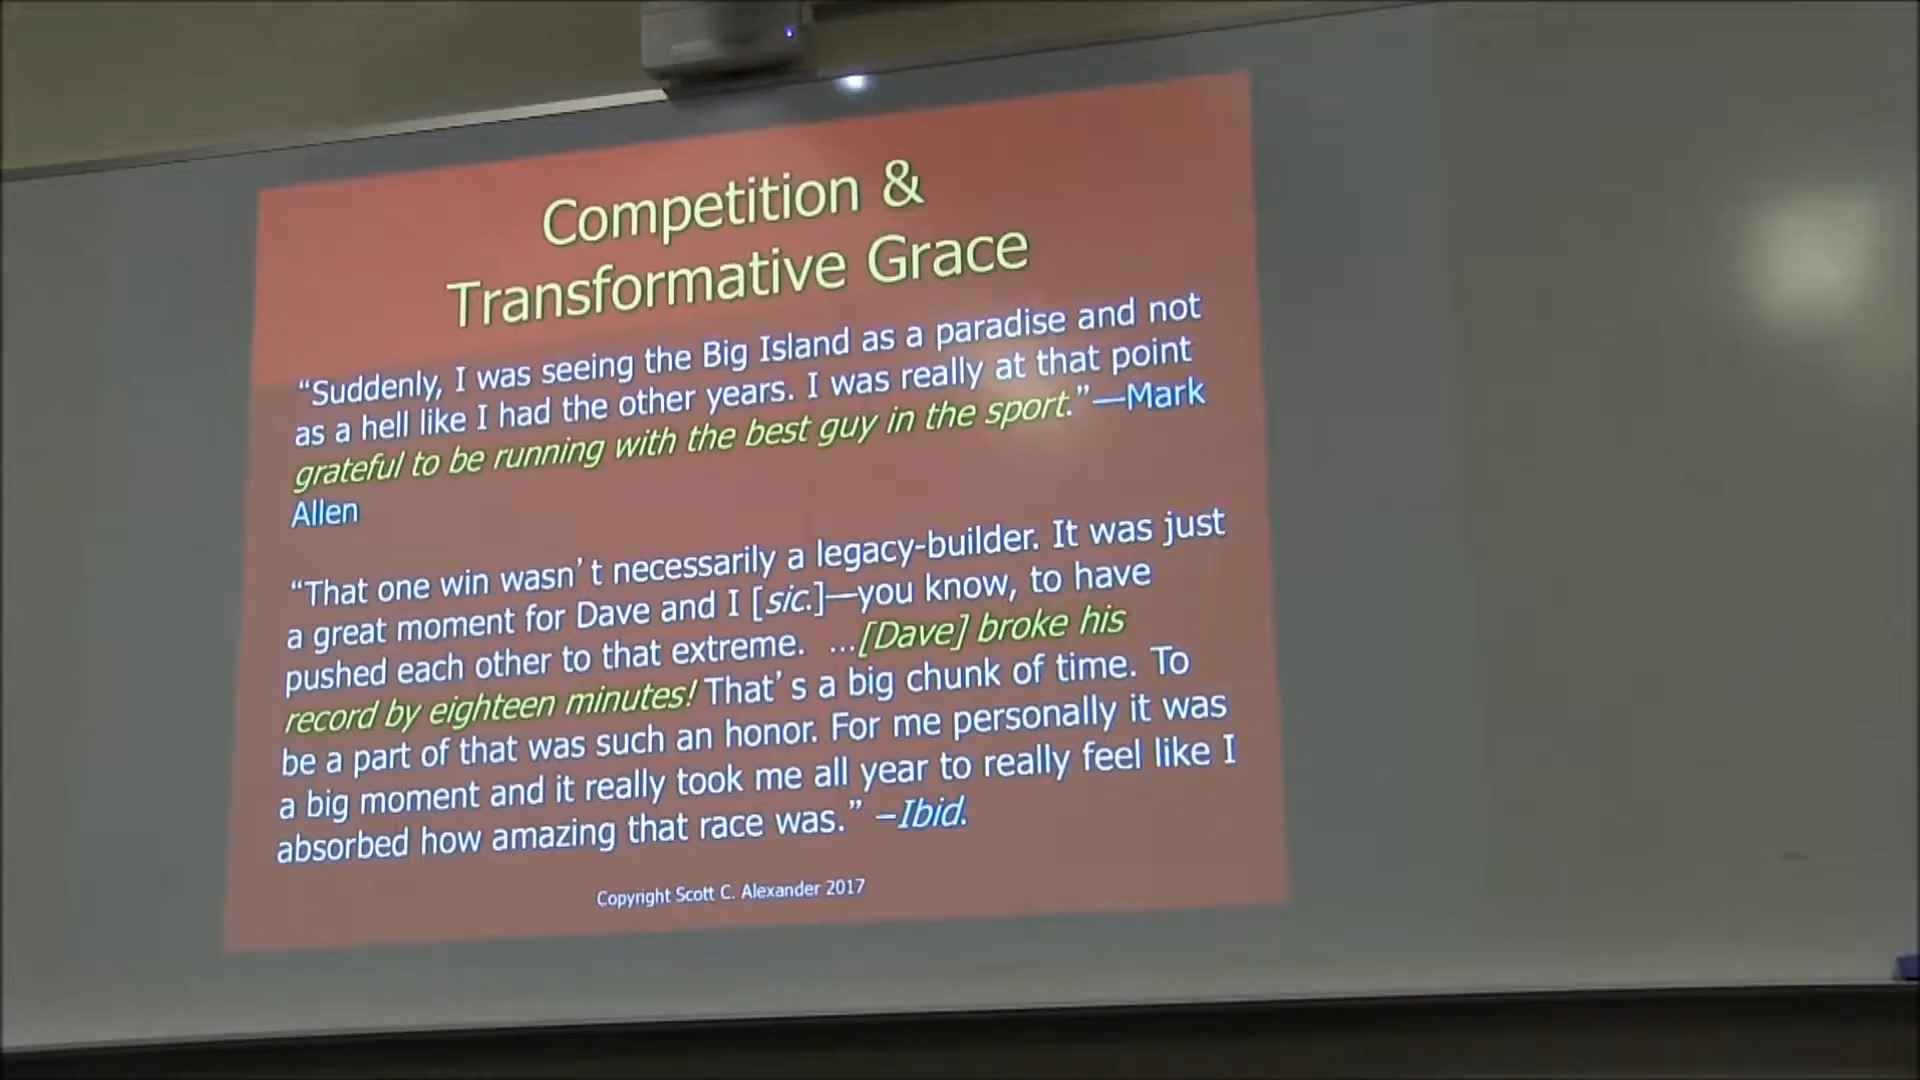 Competition &
Transformative Grace
“Suddenly, I was seeing the Big Island as a paradise and not
as a hell like I had the other years. I was really at that point
grateful to be running with the best guy in the sport.”—Mark
Allen
“That one win wasn’t necessarily a legacy-builder. It was just
a great moment for Dave and I [sic.]—you know, to have
pushed each other to that extreme. ...[Dave] broke his
record by eighteen minutes! That’s a big chunk of time. To
be a part of that was such an honor. For me personally it was
a big moment and it really took me all year to really feel like I
absorbed how amazing that race was.” –Ibid.
Copyright Scott C. Alexander 2017